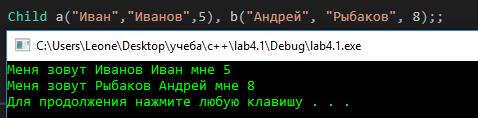 Child a("Иван","Иванов",5), b("Андрей", "Рыбаков", 8);;
C:\Users\Leone\Desktop\учеба\c++\lab4.1\Debug\lab4.1.exe
Меня зовут Иванов Иван мне 5
Меня зовут Рыбаков Андрей мне 8
Для продолжения нажмите любую клавишу . . .